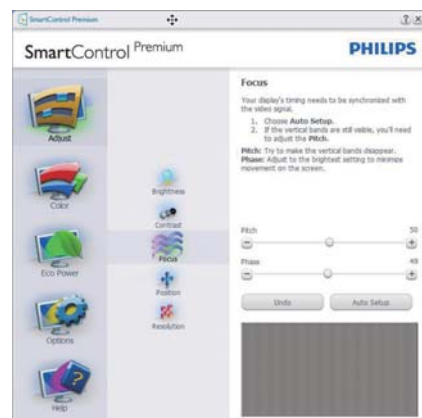 SmartControl Premium
? X
SmartControl Premium
PHILIPS
Adjust
Color
Eco Power
Options
Help
Brightness
Contrast
Focus
Position
Resolution
Focus
Your display's timing needs to be synchronized with
the video signal.
1. Choose Auto Setup.
2. If the vertical bands are still visible, you'll need
to adjust the Pitch.
Pitch: Try to make the vertical bands disappear.
Phase: Adjust to the brightest setting to minimize
movement on the screen.
Pitch 50
Phase 49
Undo Auto Setup